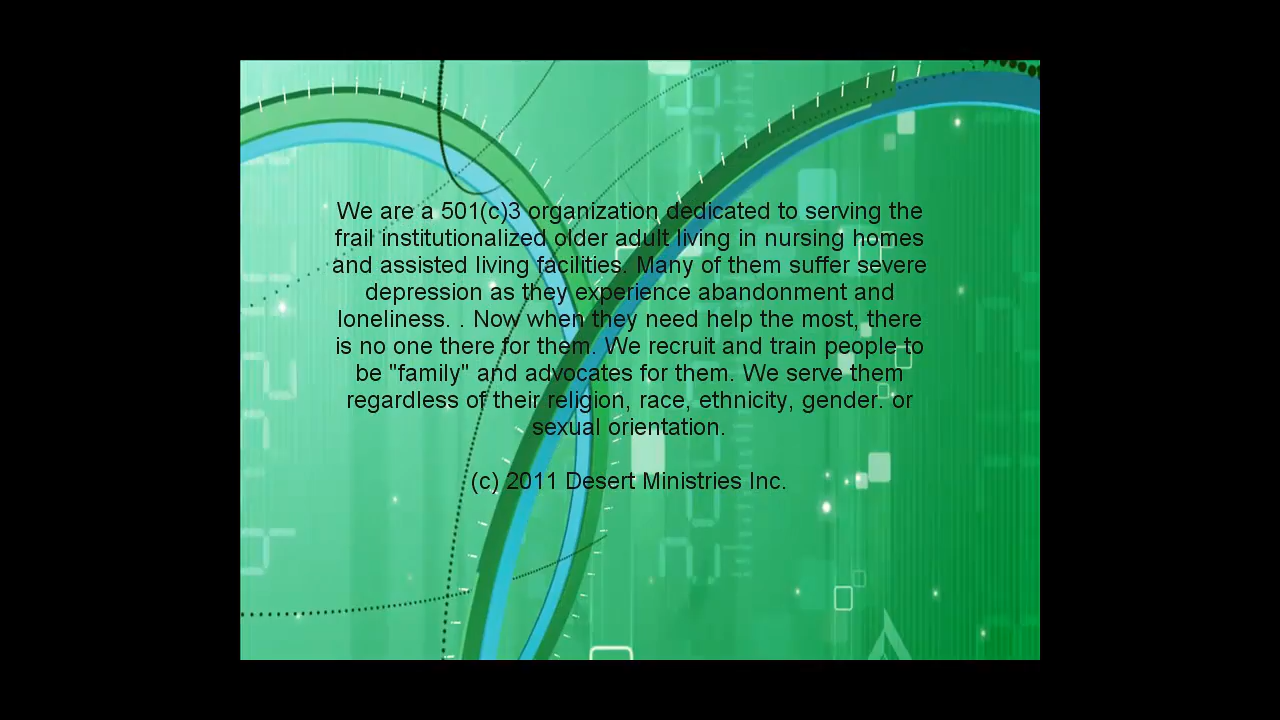 We are a 501(c)3 organization dedicated to serving the
frail institutionalized older adult living in nursing homes
and assisted living facilities. Many of them suffer severe
depression as they experience abandonment and
loneliness. . Now when they need help the most, there
is no one there for them. We recruit and train people to
be "family" and advocates for them. We serve them
regardless of their religion, race, ethnicity, gender. or
sexual orientation.
(c) 2011 Desert Ministries Inc.